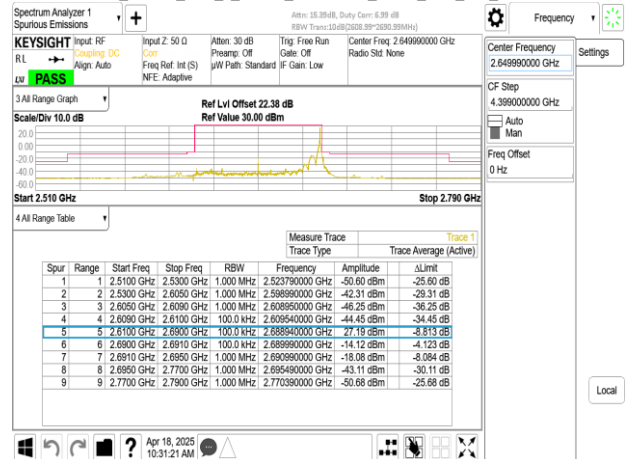 Spectrum Analyzer 1
Spurious Emissions
Attn: 15.39dB, Duty Corr: 6.99 dB
RBW Trans:10dB(2608.99~2690.99MHz)
Frequency
KEYSIGHT
RL
LXI PASS
Input: RF
Coupling: DC
Align: Auto
Input Z: 50 Ω
Corr
Freq Ref: Int (S)
NFE: Adaptive
Atten: 30 dB
Preamp: Off
µW Path: Standard
Trig: Free Run
Gate: Off
IF Gain: Low
Center Freq: 2.649990000 GHz
Radio Std: None
Center Frequency
2.649990000 GHz
Settings
CF Step
4.399000000 GHz
Auto
Man
Freq Offset
0 Hz
Local
3 All Range Graph
Ref Lvl Offset 22.38 dB
Scale/Div 10.0 dB
Ref Value 30.00 dBm
20.0
0.00
-20.0
-40.0
-60.0
Start 2.510 GHz
Stop 2.790 GHz
4 All Range Table
Measure Trace Trace 1
Trace Type Trace Average (Active)
Spur Range Start Freq Stop Freq RBW Frequency Amplitude ΔLimit
1 1 2.5100 GHz 2.5300 GHz 1.000 MHz 2.523790000 GHz -50.60 dBm -25.60 dB
2 2 2.5300 GHz 2.6050 GHz 1.000 MHz 2.598990000 GHz -42.31 dBm -29.31 dB
3 3 2.6050 GHz 2.6090 GHz 1.000 MHz 2.608950000 GHz -46.25 dBm -36.25 dB
4 4 2.6090 GHz 2.6100 GHz 100.0 kHz 2.609540000 GHz -44.45 dBm -34.45 dB
5 5 2.6100 GHz 2.6900 GHz 100.0 kHz 2.688940000 GHz 27.19 dBm -8.813 dB
6 6 2.6900 GHz 2.6910 GHz 100.0 kHz 2.689990000 GHz -14.12 dBm -4.123 dB
7 7 2.6910 GHz 2.6950 GHz 1.000 MHz 2.690990000 GHz -18.08 dBm -8.084 dB
8 8 2.6950 GHz 2.7700 GHz 1.000 MHz 2.695490000 GHz -43.11 dBm -30.11 dB
9 9 2.7700 GHz 2.7900 GHz 1.000 MHz 2.770390000 GHz -50.68 dBm -25.68 dB
Apr 18, 2025
10:31:21 AM